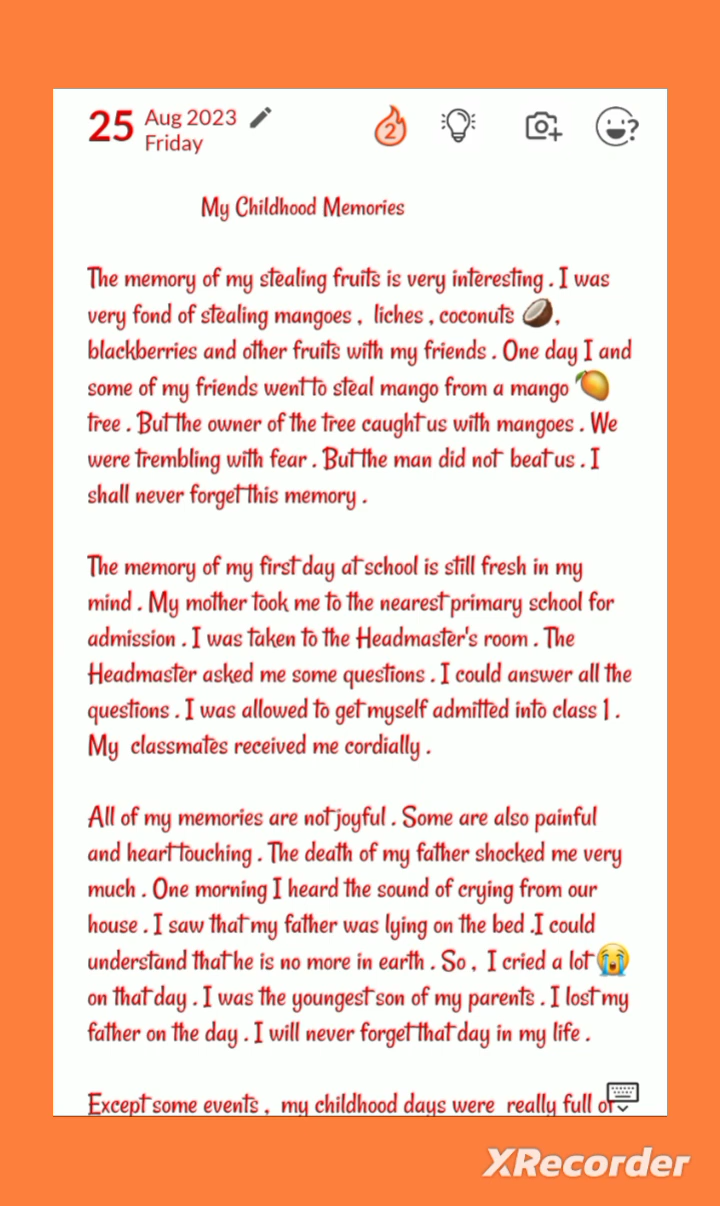 25 Aug 2023
Friday
2
?
My Childhood Memories
The memory of my stealing fruits is very interesting . I was
very fond of stealing mangoes , liches , coconuts 🥥,
blackberries and other fruits with my friends . One day I and
some of my friends went to steal mango from a mango 🥭
tree . But the owner of the tree caught us with mangoes . We
were trembling with fear . But the man did not beat us . I
shall never forget this memory .
The memory of my first day at school is still fresh in my
mind . My mother took me to the nearest primary school for
admission . I was taken to the Headmaster's room . The
Headmaster asked me some questions . I could answer all the
questions . I was allowed to get myself admitted into class 1 .
My classmates received me cordially .
All of my memories are not joyful . Some are also painful
and heart touching . The death of my father shocked me very
much . One morning I heard the sound of crying from our
house . I saw that my father was lying on the bed .I could
understand that he is no more in earth . So , I cried a lot 😭
on that day . I was the youngest son of my parents . I lost my
father on the day . I will never forget that day in my life .
Except some events , my childhood days were really full of
XRecorder